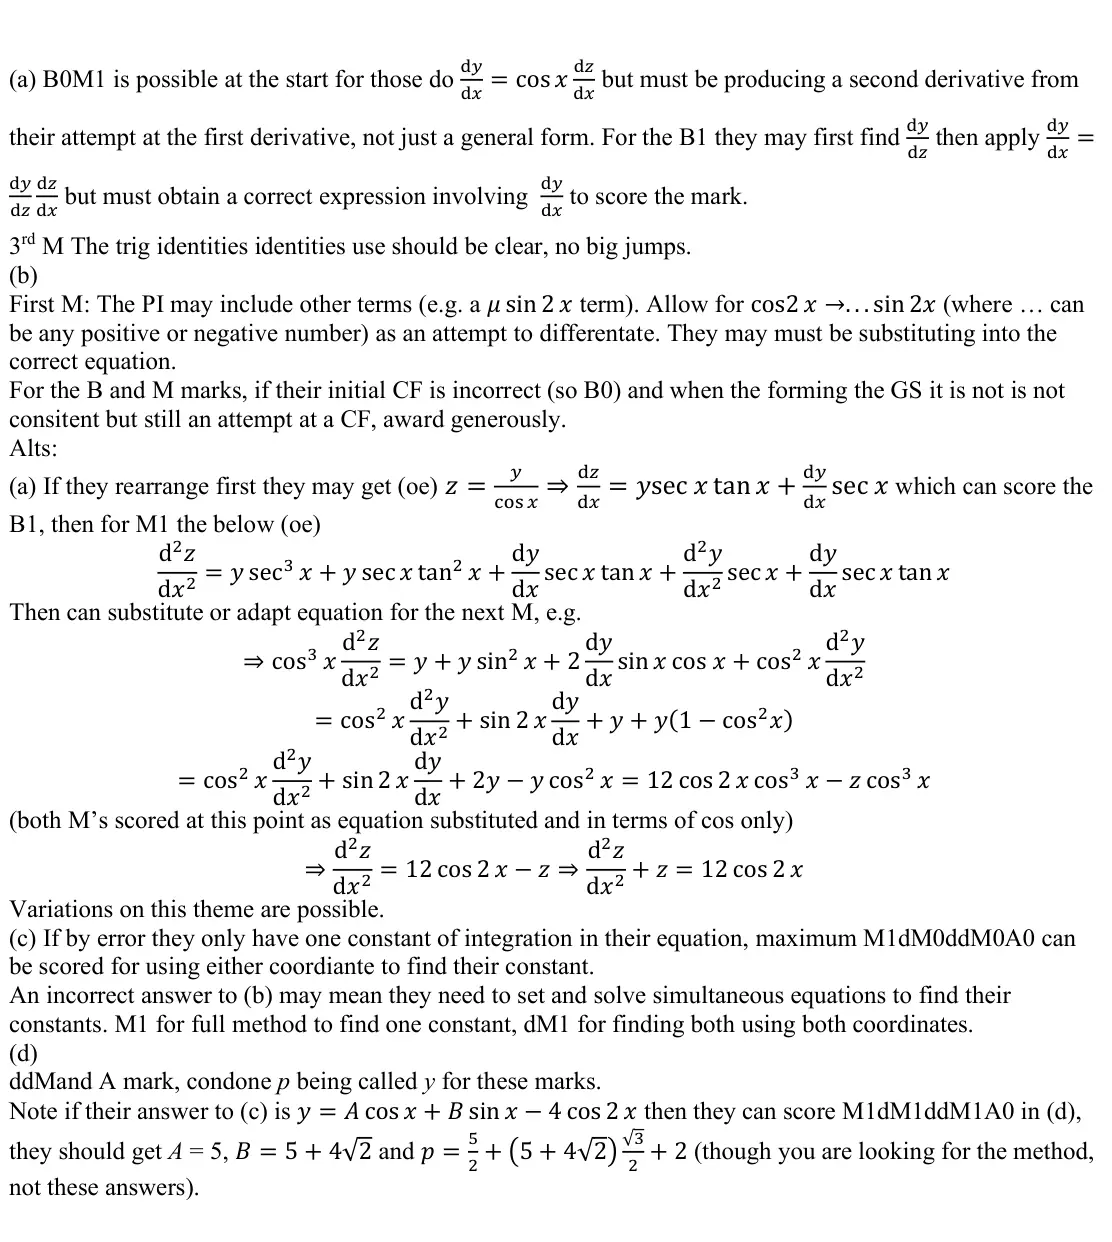 (a) B0M1 is possible at the start for those do dy/dx = cos x dz/dx but must be producing a second derivative from
their attempt at the first derivative, not just a general form. For the B1 they may first find dy/dz then apply dy/dx =
dy/dz dz/dx but must obtain a correct expression involving dy/dx to score the mark.
3rd M The trig identities identities use should be clear, no big jumps.
(b)
First M: The PI may include other terms (e.g. a μ sin 2 x term). Allow for cos2 x →…sin 2x (where … can
be any positive or negative number) as an attempt to differentate. They may must be substituting into the
correct equation.
For the B and M marks, if their initial CF is incorrect (so B0) and when the forming the GS it is not is not
consitent but still an attempt at a CF, award generously.
Alts:
(a) If they rearrange first they may get (oe) z = y/cos x ⇒ dz/dx = ysec x tan x + dy/dx sec x which can score the
B1, then for M1 the below (oe)
d²z/dx² = y sec³ x + y sec x tan² x + dy/dx sec x tan x + d²y/dx² sec x + dy/dx sec x tan x
Then can substitute or adapt equation for the next M, e.g.
⇒ cos³ x d²z/dx² = y + y sin² x + 2 dy/dx sin x cos x + cos² x d²y/dx²
= cos² x d²y/dx² + sin 2 x dy/dx + y + y(1 − cos²x)
= cos² x d²y/dx² + sin 2 x dy/dx + 2y − y cos² x = 12 cos 2 x cos³ x − z cos³ x
(both M’s scored at this point as equation substituted and in terms of cos only)
⇒ d²z/dx² = 12 cos 2 x − z ⇒ d²z/dx² + z = 12 cos 2 x
Variations on this theme are possible.
(c) If by error they only have one constant of integration in their equation, maximum M1dM0ddM0A0 can
be scored for using either coordiante to find their constant.
An incorrect answer to (b) may mean they need to set and solve simultaneous equations to find their
constants. M1 for full method to find one constant, dM1 for finding both using both coordinates.
(d)
ddMand A mark, condone p being called y for these marks.
Note if their answer to (c) is y = A cos x + B sin x − 4 cos 2 x then they can score M1dM1ddM1A0 in (d),
they should get A = 5, B = 5 + 4√2 and p = 5/2 + (5 + 4√2) √3/2 + 2 (though you are looking for the method,
not these answers).